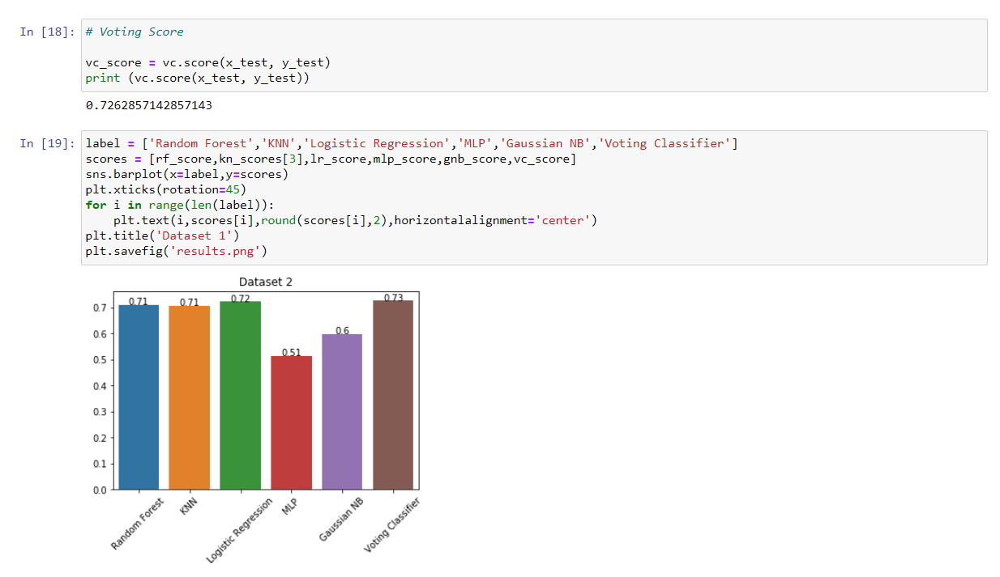 In [18]: # Voting Score
vc_score = vc.score(x_test, y_test)
print (vc.score(x_test, y_test))
0.7262857142857143
In [19]: label = ['Random Forest','KNN','Logistic Regression','MLP','Gaussian NB','Voting Classifier']
scores = [rf_score,kn_scores[3],lr_score,mlp_score,gnb_score,vc_score]
sns.barplot(x=label,y=scores)
plt.xticks(rotation=45)
for i in range(len(label)):
    plt.text(i,scores[i],round(scores[i],2),horizontalalignment='center')
plt.title('Dataset 1')
plt.savefig('results.png')
Dataset 2
0.71 0.71 0.72 0.51 0.6 0.73
0.7
0.6
0.5
0.4
0.3
0.2
0.1
0.0
Random Forest
KNN
Logistic Regression
MLP
Gaussian NB
Voting Classifier